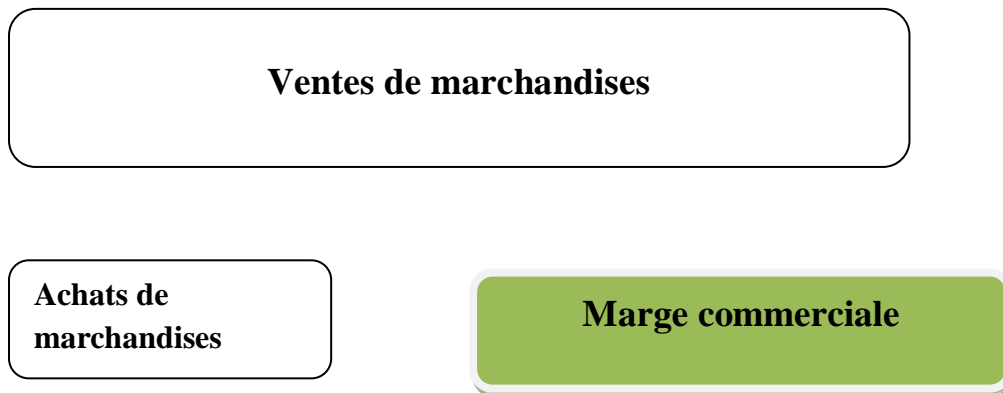 Ventes de marchandises
Achats de
marchandises
Marge commerciale